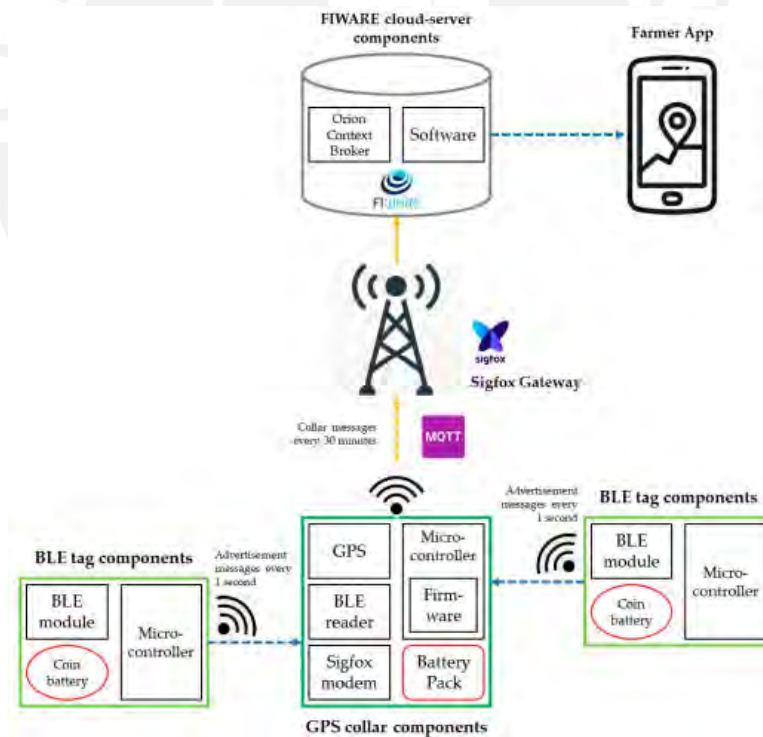 FIWARE cloud-server
components
Farmer App
Orion
Context
Broker
Software
FIWARE
sigfox
Sigfox Gateway
Collar messages
every 30 minutes
MQTT
Advertisement
messages every
1 second
BLE tag components
BLE
module
Coin
battery
Micro-
controller
BLE tag components
Advertisement
messages every
1 second
BLE
module
Coin
battery
Micro-
controller
GPS
BLE
reader
Sigfox
modem
Micro-
controller
Firm-
ware
Battery
Pack
GPS collar components